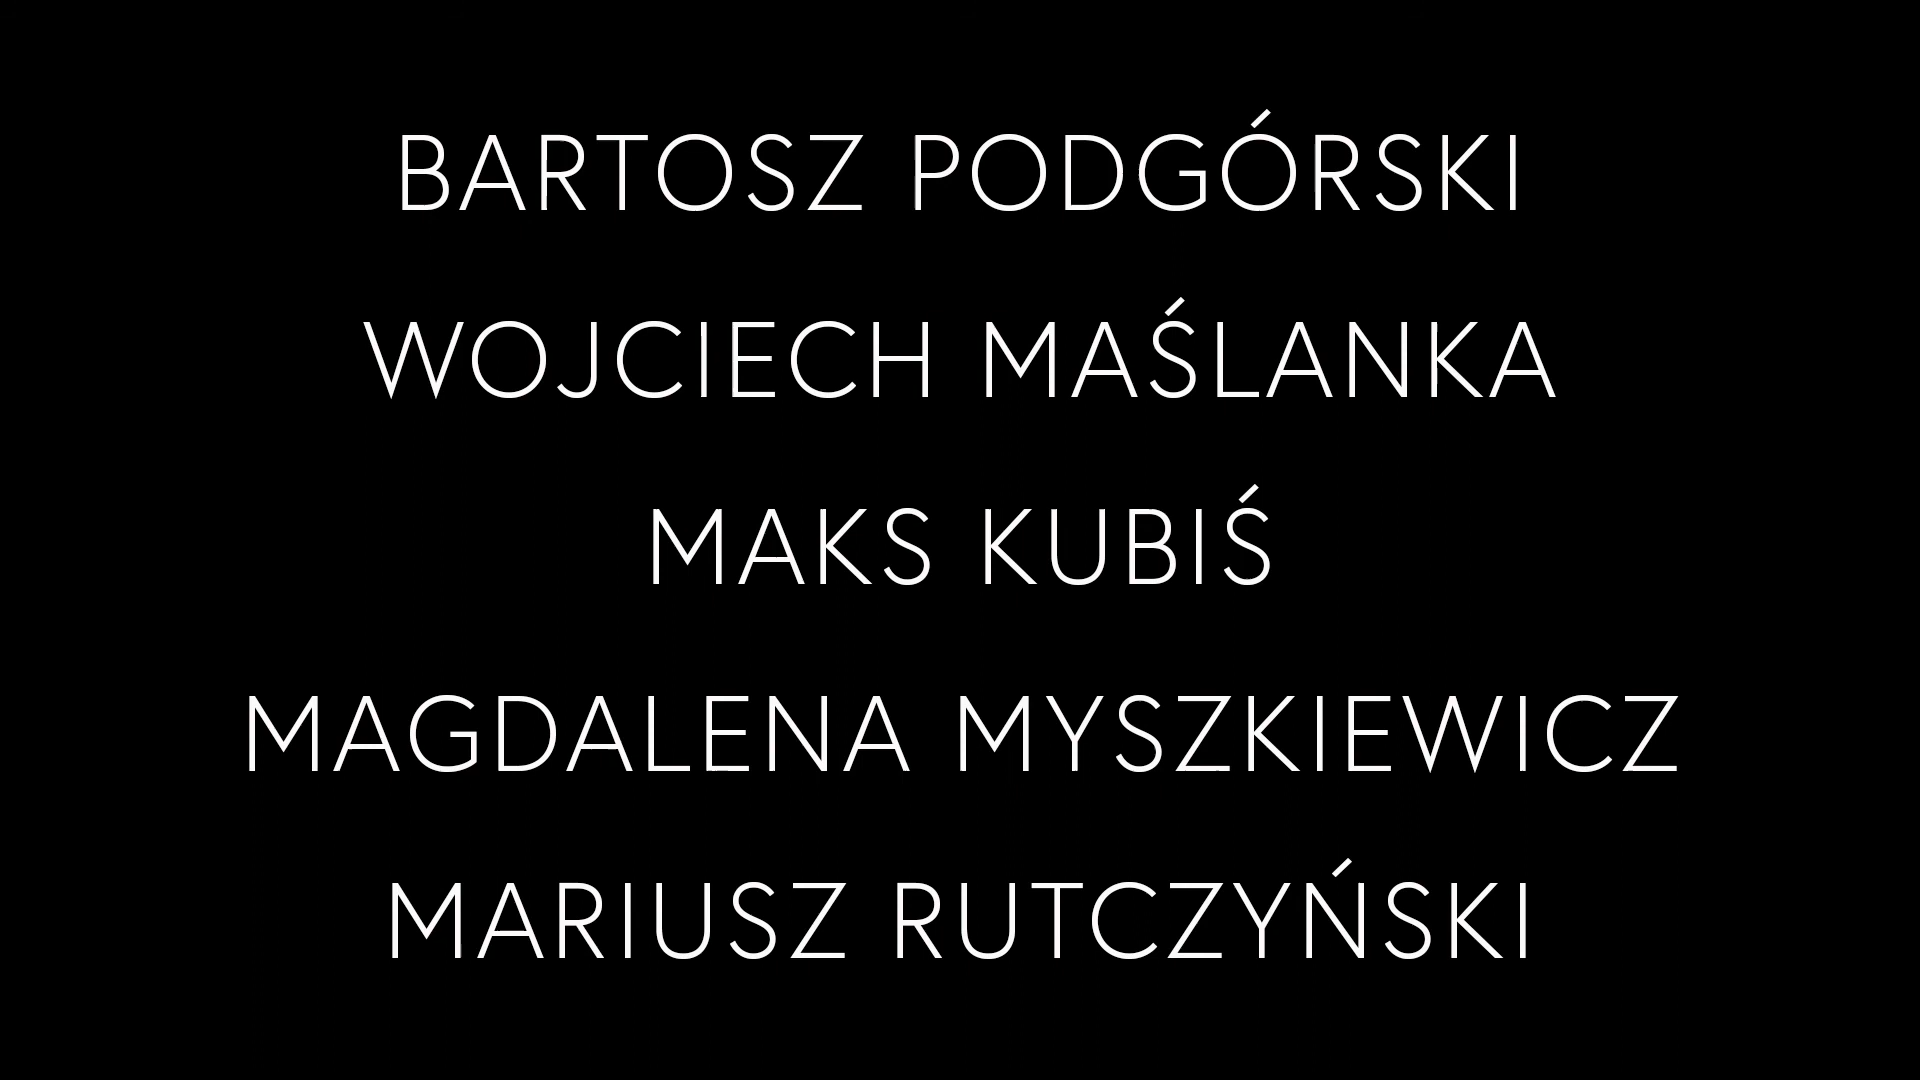 BARTOSZ PODGÓRSKI
WOJCIECH MAŚLANKA
MAKS KUBIŚ
MAGDALENA MYSZKIEWICZ
MARIUSZ RUTCZYŃSKI